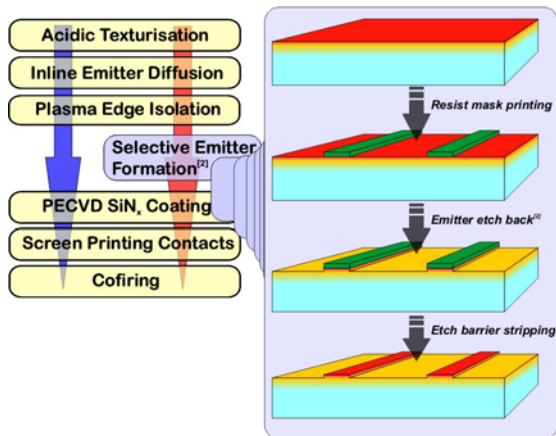 Acidic Texturisation
Inline Emitter Diffusion
Plasma Edge Isolation
Selective Emitter
Formation[2]
PECVD SiNx Coating
Screen Printing Contacts
Cofiring
Resist mask printing
Emitter etch back[2]
Etch barrier stripping